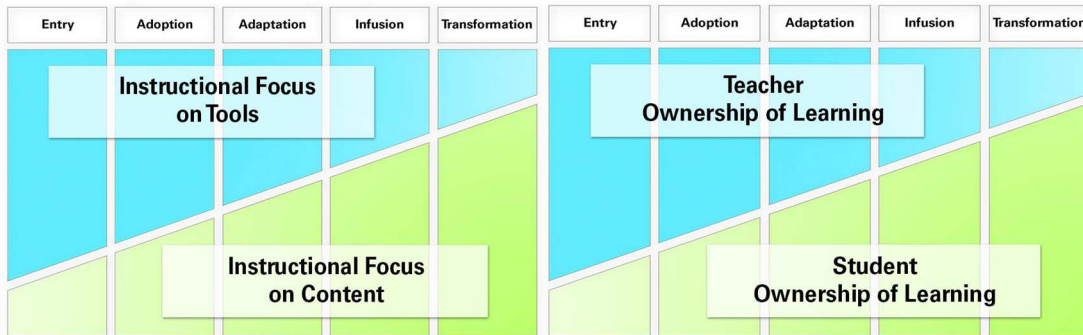 Entry Adoption Adaptation Infusion Transformation
Instructional Focus
on Tools
Instructional Focus
on Content
Entry Adoption Adaptation Infusion Transformation
Teacher
Ownership of Learning
Student
Ownership of Learning